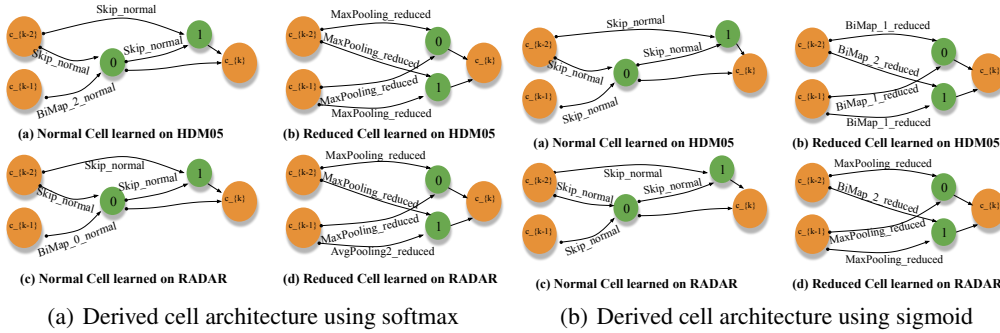 Skip_normal
c_{k-2}
1
Skip_normal
Skip_normal
0
c_{k}
c_{k-1}
BiMap_2_normal
(a) Normal Cell learned on HDM05
MaxPooling_reduced
c_{k-2}
0
MaxPooling_reduced
c_{k}
c_{k-1}
MaxPooling_reduced
1
MaxPooling_reduced
(b) Reduced Cell learned on HDM05
Skip_normal
c_{k-2}
1
Skip_normal
Skip_normal
0
c_{k}
c_{k-1}
BiMap_0_normal
(c) Normal Cell learned on RADAR
MaxPooling_reduced
c_{k-2}
0
MaxPooling_reduced
c_{k}
c_{k-1}
MaxPooling_reduced
1
AvgPooling2_reduced
(d) Reduced Cell learned on RADAR
(a) Derived cell architecture using softmax
Skip_normal
c_{k-2}
1
Skip_normal
Skip_normal
0
c_{k}
c_{k-1}
Skip_normal
(a) Normal Cell learned on HDM05
BiMap_1_reduced
c_{k-2}
0
BiMap_2_reduced
c_{k}
c_{k-1}
BiMap_1_reduced
1
BiMap_1_reduced
(b) Reduced Cell learned on HDM05
Skip_normal
c_{k-2}
1
Skip_normal
Skip_normal
0
c_{k}
c_{k-1}
Skip_normal
(c) Normal Cell learned on RADAR
MaxPooling_reduced
c_{k-2}
0
BiMap_2_reduced
c_{k}
c_{k-1}
MaxPooling_reduced
1
MaxPooling_reduced
(d) Reduced Cell learned on RADAR
(b) Derived cell architecture using sigmoid